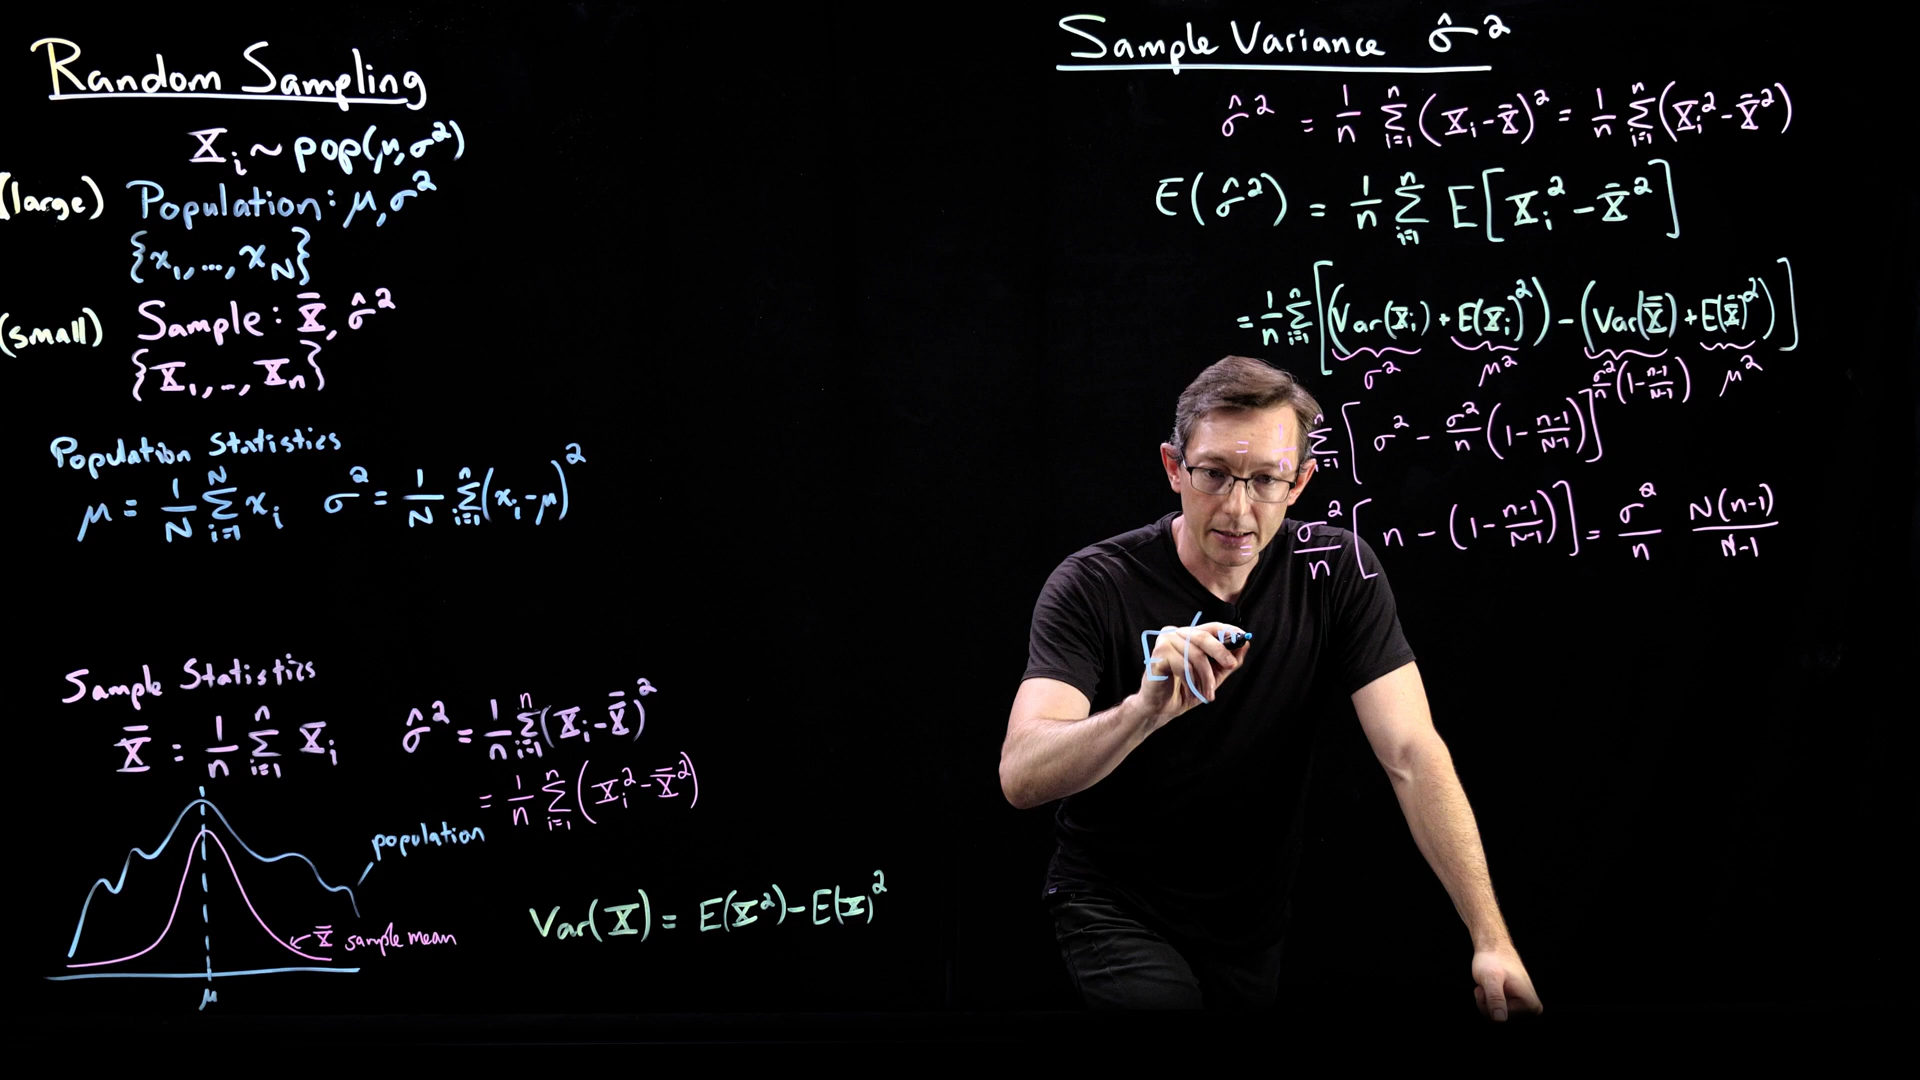 Random Sampling
X_i ~ pop(μ, σ²)
(large) Population: μ, σ²
{x₁, ..., x_N}
(small) Sample: X̄, σ̂²
{X₁, .., X_n}
Population Statistics
μ = 1/N Σ_{i=1}^{N} x_i   σ² = 1/N Σ_{i=1}^{n} (x_i - μ)²
Sample Statistics
X̄ = 1/n Σ_{i=1}^{n} X_i   σ̂² = 1/n Σ_{i=1}^{n} (X_i - X̄)²
= 1/n Σ_{i=1}^{n} (X_i² - X̄²)
population
X̄ sample mean
μ
Var(X) = E(X²) - E(X)²
Sample Variance σ̂²
σ̂² = 1/n Σ_{i=1}^{n} (X_i - X̄)² = 1/n Σ_{i=1}^{n} (X_i² - X̄²)
E(σ̂²) = 1/n Σ_{i=1}^{n} E[X_i² - X̄²]
= 1/n Σ_{i=1}^{n} [(Var(X_i) + E(X_i)²) - (Var(X̄) + E(X̄)²)]
σ²   μ²   σ²/n (1 - (n-1)/(N-1))   μ²
= 1/n Σ_{i=1}^{n} [σ² - σ²/n (1 - (n-1)/(N-1))]
= σ²/n [n - (1 - (n-1)/(N-1))] = σ²/n N(n-1)/(N-1)
E(